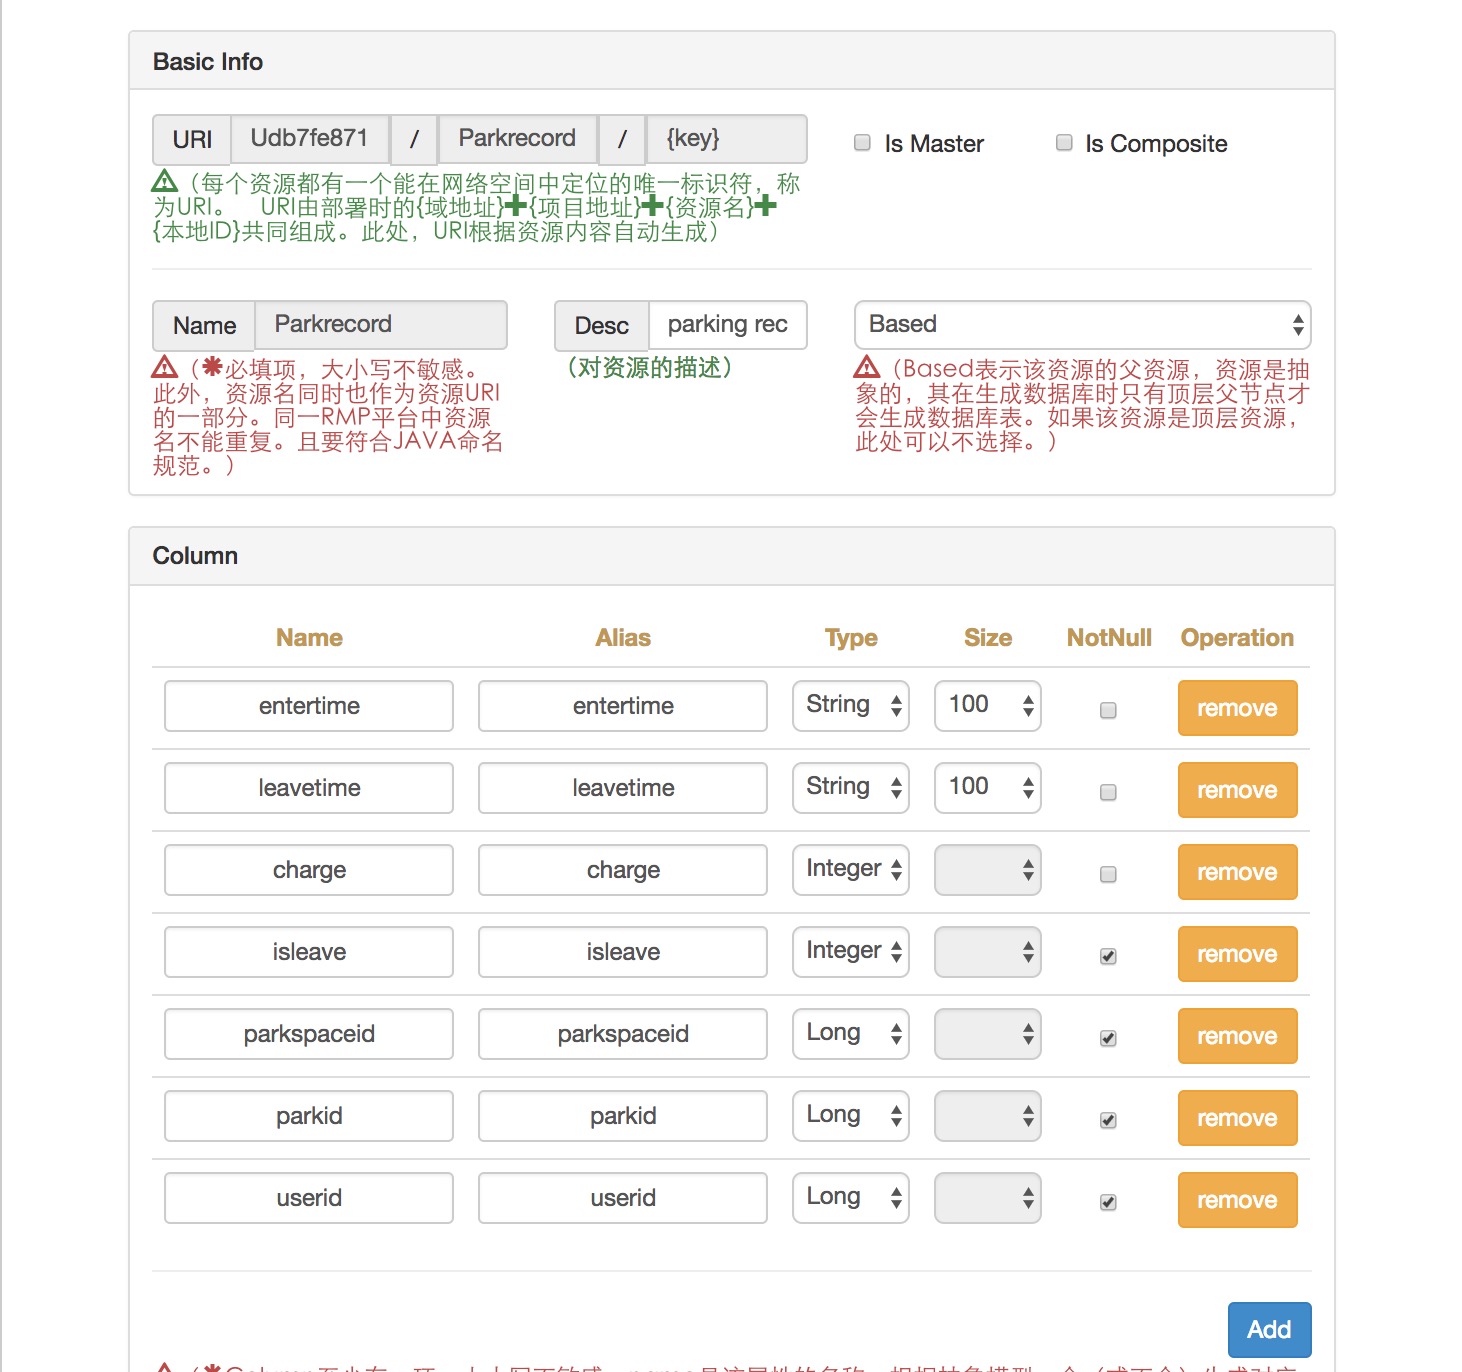 Basic Info
URI Udb7fe871 / Parkrecord / {key} Is Master Is Composite
（每个资源都有一个能在网络空间中定位的唯一标识符，称
为URI。 URI由部署时的{域地址}+{项目地址}+{资源名}+
{本地ID}共同组成。此处，URI根据资源内容自动生成）
Name Parkrecord
（*必填项，大小写不敏感。
此外，资源名同时也作为资源URI
的一部分。同一RMP平台中资源
名不能重复。且要符合JAVA命名
规范。）
Desc parking rec
（对资源的描述）
Based
（Based表示该资源的父资源，资源是抽
象的，其在生成数据库时只有顶层父节点才
会生成数据库表。如果该资源是顶层资源，
此处可以不选择。）
Column
Name Alias Type Size NotNull Operation
entertime entertime String 100 remove
leavetime leavetime String 100 remove
charge charge Integer remove
isleave isleave Integer remove
parkspaceid parkspaceid Long remove
parkid parkid Long remove
userid userid Long remove
Add